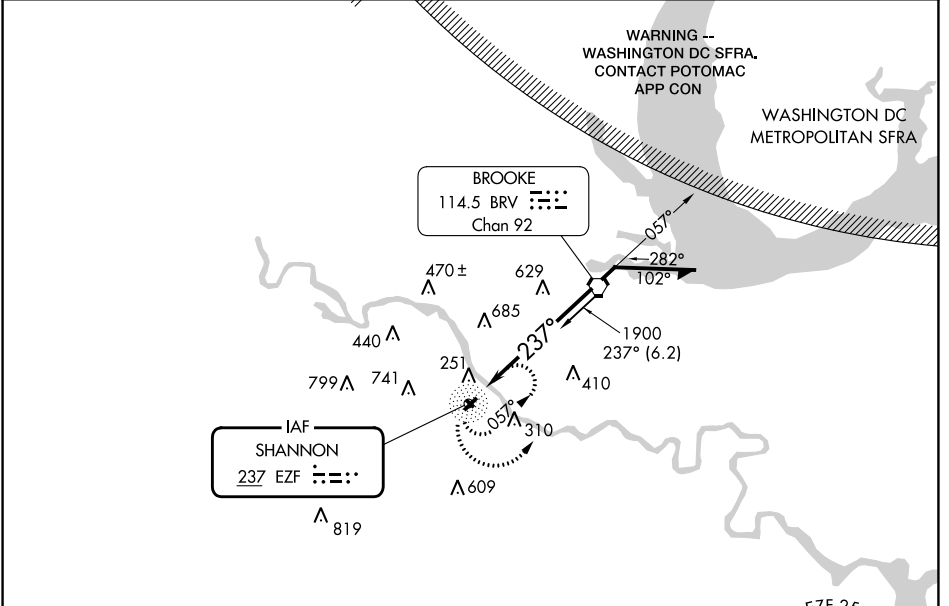 WARNING --
WASHINGTON DC SFRA.
CONTACT POTOMAC
APP CON
WASHINGTON DC
METROPOLITAN SFRA
BROOKE
114.5 BRV
Chan 92
057°
282°
102°
470 ±
629
685
237°
1900
237° (6.2)
440
251
410
799
741
057°
310
IAF
SHANNON
237 EZF
609
819